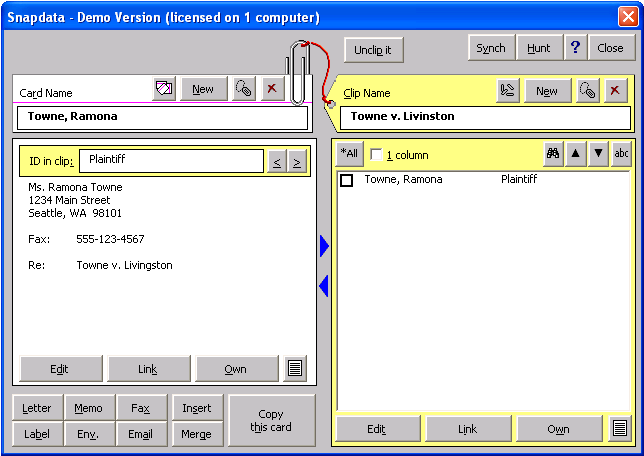 Snapdata - Demo Version (licensed on 1 computer)
Unclip it
Synch Hunt ? Close
Card Name New
Clip Name New
Towne, Ramona
Towne v. Livinston
ID in clip: Plaintiff < >
*All 1 column abc
Towne, Ramona Plaintiff
Ms. Ramona Towne
1234 Main Street
Seattle, WA 98101
Fax: 555-123-4567
Re: Towne v. Livingston
Edit Link Own
Edit Link Own
Letter Memo Fax Insert
Label Env. Email Merge
Copy
this card